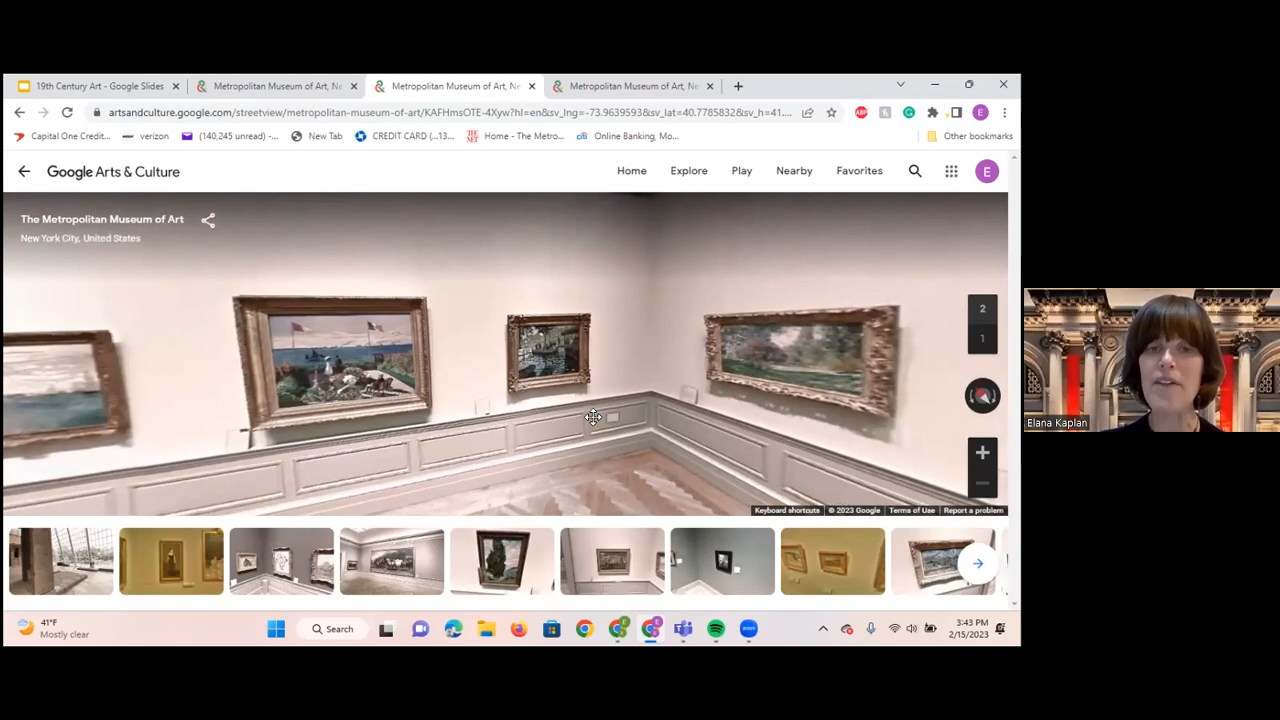 19th Century Art - Google Slides
Metropolitan Museum of Art, Ne
Metropolitan Museum of Art, Ne
Metropolitan Museum of Art, Ne
artsandculture.google.com/streetview/metropolitan-museum-of-art/KAFHmsOTE-4Xyw?hl=en&sv_lng=-73.9639593&sv_lat=40.7785832&sv_h=41....
ABP
E
Capital One Credit...
verizon
(140,245 unread) -...
New Tab
CREDIT CARD (...13...
THE MET
Home - The Metro...
citi
Online Banking, Mo...
Other bookmarks
Google Arts & Culture
Home
Explore
Play
Nearby
Favorites
E
The Metropolitan Museum of Art
New York City, United States
2
1
Keyboard shortcuts
© 2023 Google
Terms of Use
Report a problem
Elana Kaplan
41°F
Mostly clear
Search
zoom
3:43 PM
2/15/2023